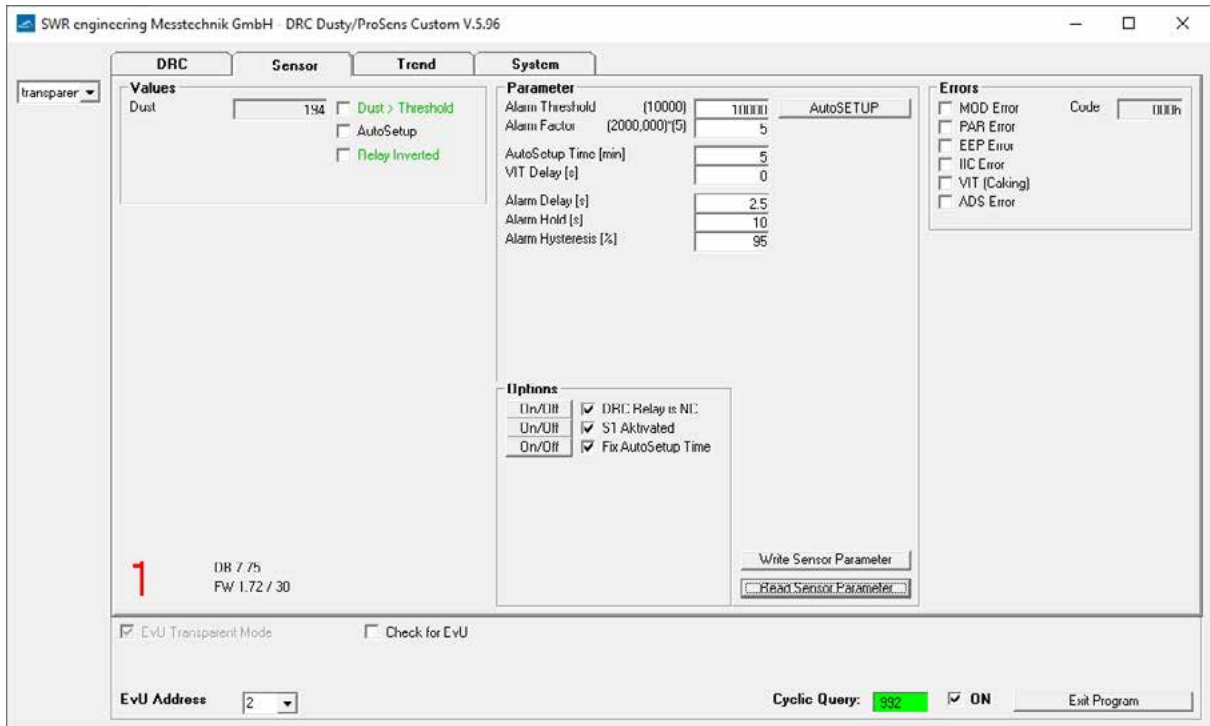 SWR engineering Messtechnik GmbH - DRC Dusty/ProSens Custom V.5.96
DRC Sensor Trend System
transparer
Values
Dust 194 Dust > Threshold
AutoSetup
Relay Inverted
Parameter
Alarm Threshold (10000) 10000 AutoSETUP
Alarm Factor (2000,000)*(5) 5
AutoSetup Time [min] 5
VIT Delay [s] 0
Alarm Delay [s] 2.5
Alarm Hold [s] 10
Alarm Hysteresis [%] 95
Errors
MOD Error Code 000h
PAR Error
EEP Error
IIC Error
VIT (Caking)
ADS Error
Options
On/Off DRC Relay is NC
On/Off S1 Aktivated
On/Off Fix AutoSetup Time
Write Sensor Parameter
Read Sensor Parameter
1
DB 7.75
FW 1.72 / 30
EvU Transparent Mode Check for EvU
EvU Address 2 Cyclic Query: 992 ON Exit Program